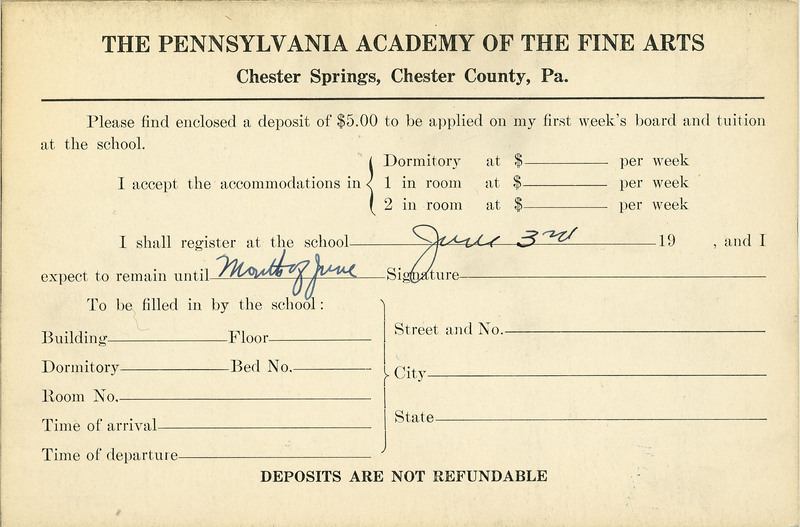 THE PENNSYLVANIA ACADEMY OF THE FINE ARTS
Chester Springs, Chester County, Pa.
Please find enclosed a deposit of $5.00 to be applied on my first week's board and tuition
at the school.
I accept the accommodations in
Dormitory at $ per week
1 in room at $ per week
2 in room at $ per week
I shall register at the school June 3rd 19 , and I
expect to remain until Month of June Signature
To be filled in by the school:
Building Floor
Dormitory Bed No.
Room No.
Time of arrival
Time of departure
Street and No.
City
State
DEPOSITS ARE NOT REFUNDABLE